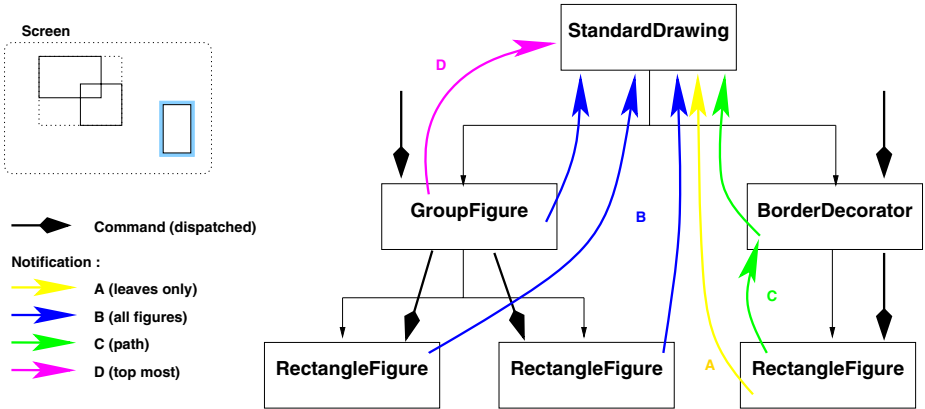 Screen
StandardDrawing
D
GroupFigure
B
BorderDecorator
Command (dispatched)
Notification :
A (leaves only)
B (all figures)
C (path)
D (top most)
C
A
RectangleFigure
RectangleFigure
RectangleFigure